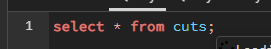 1 select * from cuts;